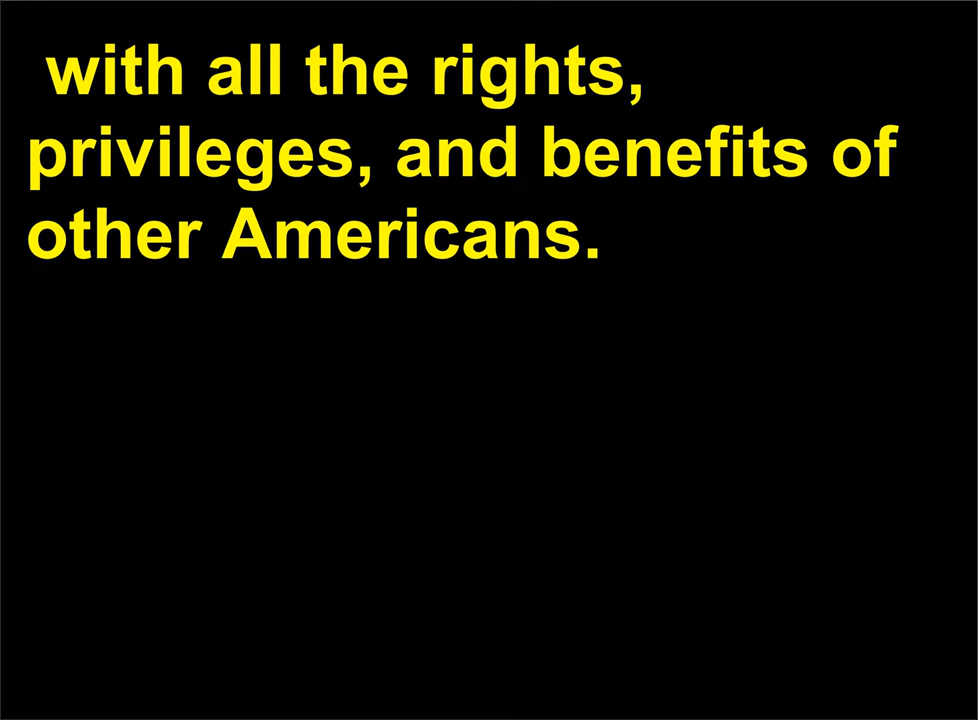 with all the rights,
privileges, and benefits of
other Americans.